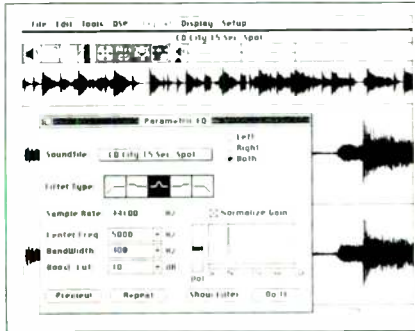 File Edit Tools DSP Display Setup
CD City 15 Sec. Spot
Parametric EQ
Left
Right
Both
Soundfile CD City 15 Sec. Spot
Filter Type
Sample Rate 44100 Hz
Normalize Gain
Center Freq 5000 Hz
BandWidth Hz
Boost/Cut 10 dB
Preview Repeat Show Filter Do It